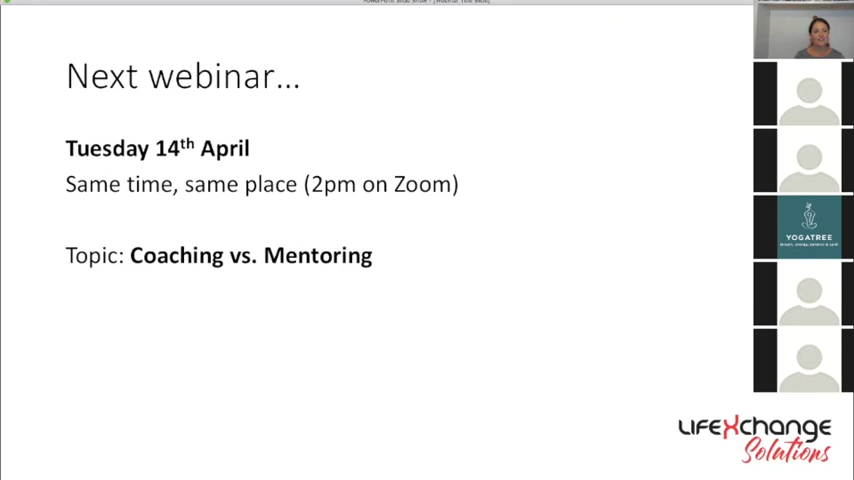 Next webinar...
Tuesday 14th April
Same time, same place (2pm on Zoom)
Topic: Coaching vs. Mentoring
YOGATREE
LIFEXchange
Solutions